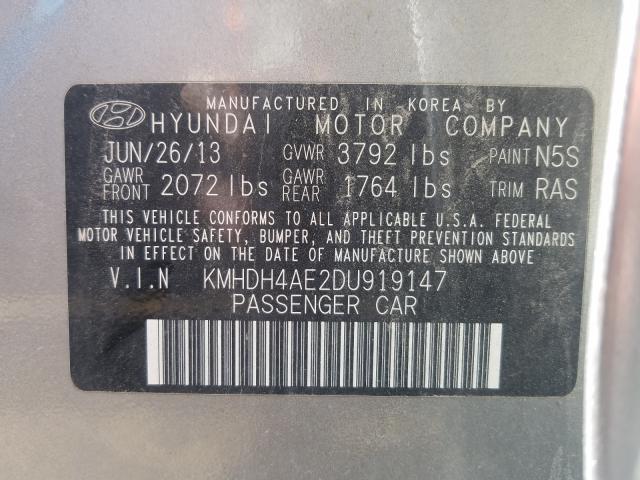 MANUFACTURED IN KOREA BY
HYUNDAI MOTOR COMPANY
JUN/26/13 GVWR 3792 lbs PAINT N5S
GAWR FRONT 2072 lbs GAWR REAR 1764 lbs TRIM RAS
THIS VEHICLE CONFORMS TO ALL APPLICABLE U.S.A. FEDERAL
MOTOR VEHICLE SAFETY, BUMPER, AND THEFT PREVENTION STANDARDS
IN EFFECT ON THE DATE OF MANUFACTURE SHOWN ABOVE
V.I.N KMHDH4AE2DU919147
PASSENGER CAR